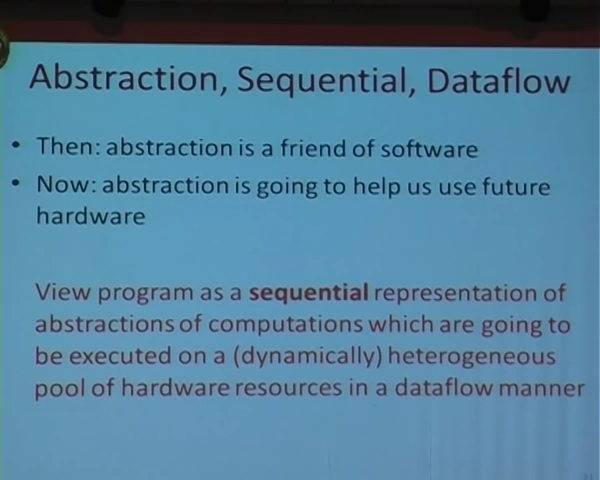 Abstraction, Sequential, Dataflow
• Then: abstraction is a friend of software
• Now: abstraction is going to help us use future
hardware
View program as a sequential representation of
abstractions of computations which are going to
be executed on a (dynamically) heterogeneous
pool of hardware resources in a dataflow manner